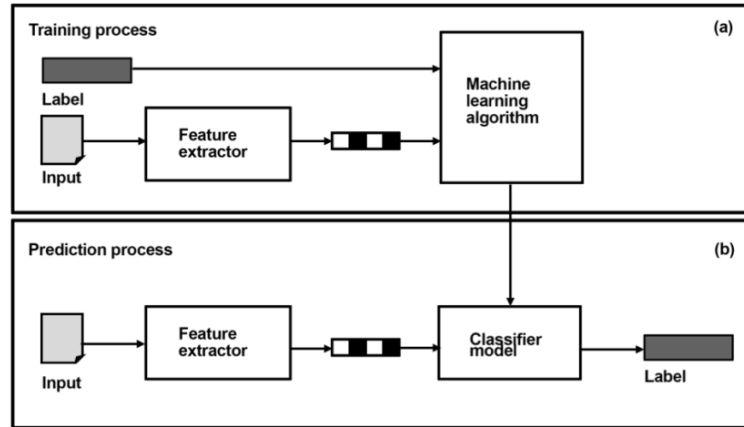 Training process
(a)
Label
Machine
learning
algorithm
Feature
extractor
Input
Prediction process
(b)
Feature
extractor
Classifier
model
Input
Label